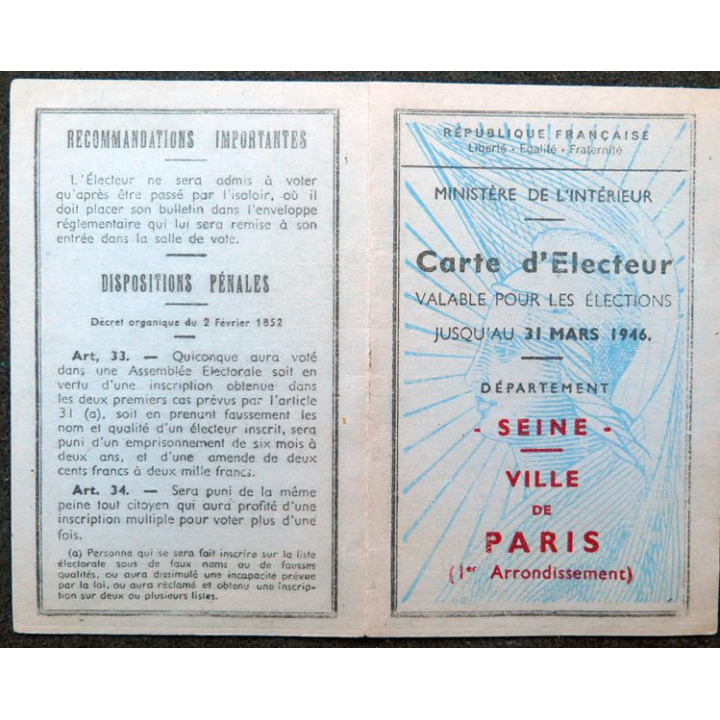 RECOMMANDATIONS IMPORTANTES
L'Électeur ne sera admis à voter
qu'après être passé par l'isoloir, où il
doit placer son bulletin dans l'enveloppe
réglementaire qui lui sera remise à son
entrée dans la salle de vote.
DISPOSITIONS PÉNALES
Décret organique du 2 Février 1852
Art, 33. — Quiconque aura voté
dans une Assemblée Electorale soit en
vertu d'une inscription obtenue dans
les deux premiers cas prévus par l'article
31 (a), soit en prenant faussement les
nom et qualité d'un électeur inscrit, sera
puni d'un emprisonnement de six mois à
deux ans, et d'une amende de deux
cents francs à deux mille francs.
Art. 34. — Sera puni de la même
peine tout citoyen qui aura profité d'une
inscription multiple pour voter plus d'une
fois.
(a) Personne qui se sera fait inscrire sur la liste
électorale sous de faux noms ou de fausses
qualités, ou aura dissimulé une incapacité prévue
par la loi, ou aura réclamé et obtenu une inscrip-
tion sur deux ou plusieurs listes.
RÉPUBLIQUE FRANÇAISE
Liberté - Egalité - Fraternité
MINISTÈRE DE L'INTÉRIEUR
Carte d'Electeur
VALABLE POUR LES ÉLECTIONS
JUSQU'AU 31 MARS 1946.
DÉPARTEMENT
- SEINE -
VILLE
DE
PARIS
(1er Arrondissement)